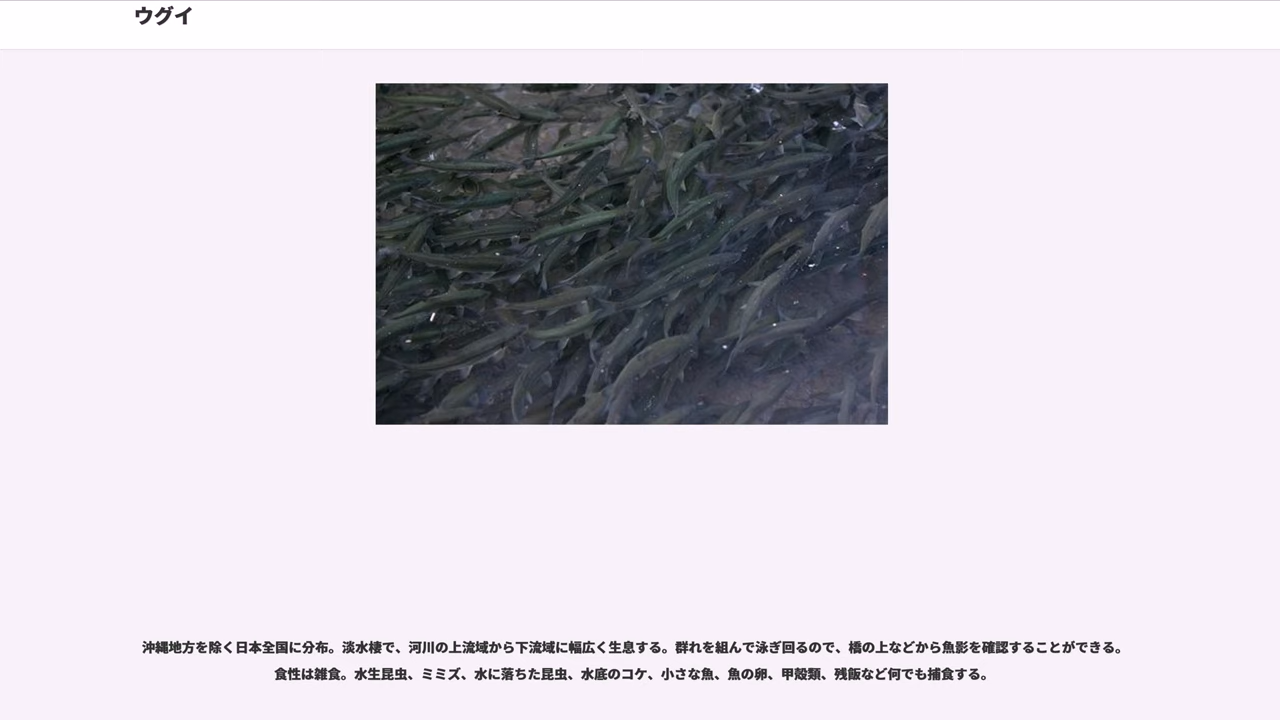 ウグイ
沖縄地方を除く日本全国に分布。淡水棲で、河川の上流域から下流域に幅広く生息する。群れを組んで泳ぎ回るので、橋の上などから魚影を確認することができる。
食性は雑食。水生昆虫、ミミズ、水に落ちた昆虫、水底のコケ、小さな魚、魚の卵、甲殻類、残飯など何でも捕食する。